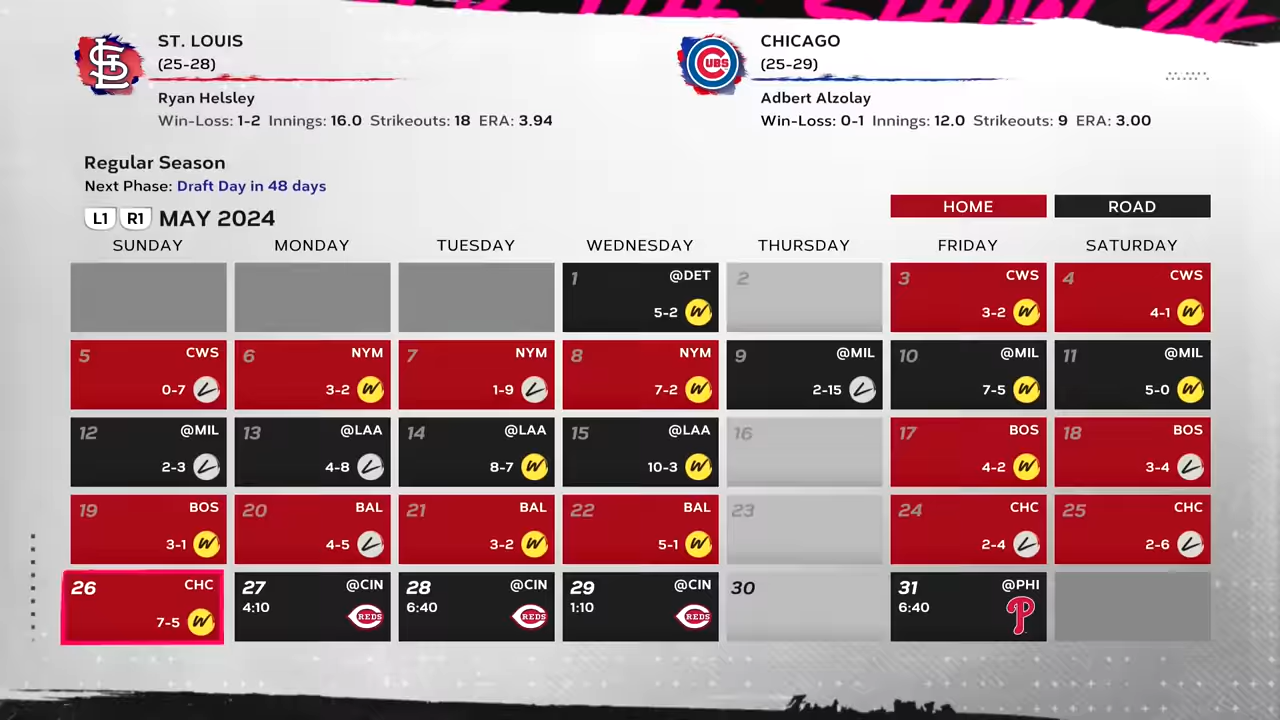 THE SHOW 24
ST. LOUIS
(25-28)
Ryan Helsley
Win-Loss: 1-2 Innings: 16.0 Strikeouts: 18 ERA: 3.94
CUBS
CHICAGO
(25-29)
Adbert Alzolay
Win-Loss: 0-1 Innings: 12.0 Strikeouts: 9 ERA: 3.00
Regular Season
Next Phase: Draft Day in 48 days
L1 R1 MAY 2024
HOME ROAD
SUNDAY MONDAY TUESDAY WEDNESDAY THURSDAY FRIDAY SATURDAY
1 @DET 2 3 CWS 4 CWS
5-2 W 3-2 W 4-1 W
5 CWS 6 NYM 7 NYM 8 NYM 9 @MIL 10 @MIL 11 @MIL
0-7 L 3-2 W 1-9 L 7-2 W 2-15 L 7-5 W 5-0 W
12 @MIL 13 @LAA 14 @LAA 15 @LAA 16 17 BOS 18 BOS
2-3 L 4-8 L 8-7 W 10-3 W 4-2 W 3-4 L
19 BOS 20 BAL 21 BAL 22 BAL 23 24 CHC 25 CHC
3-1 W 4-5 L 3-2 W 5-1 W 2-4 L 2-6 L
26 CHC 27 @CIN 28 @CIN 29 @CIN 30 31 @PHI
4:10 6:40 1:10 6:40
7-5 W REDS REDS REDS P